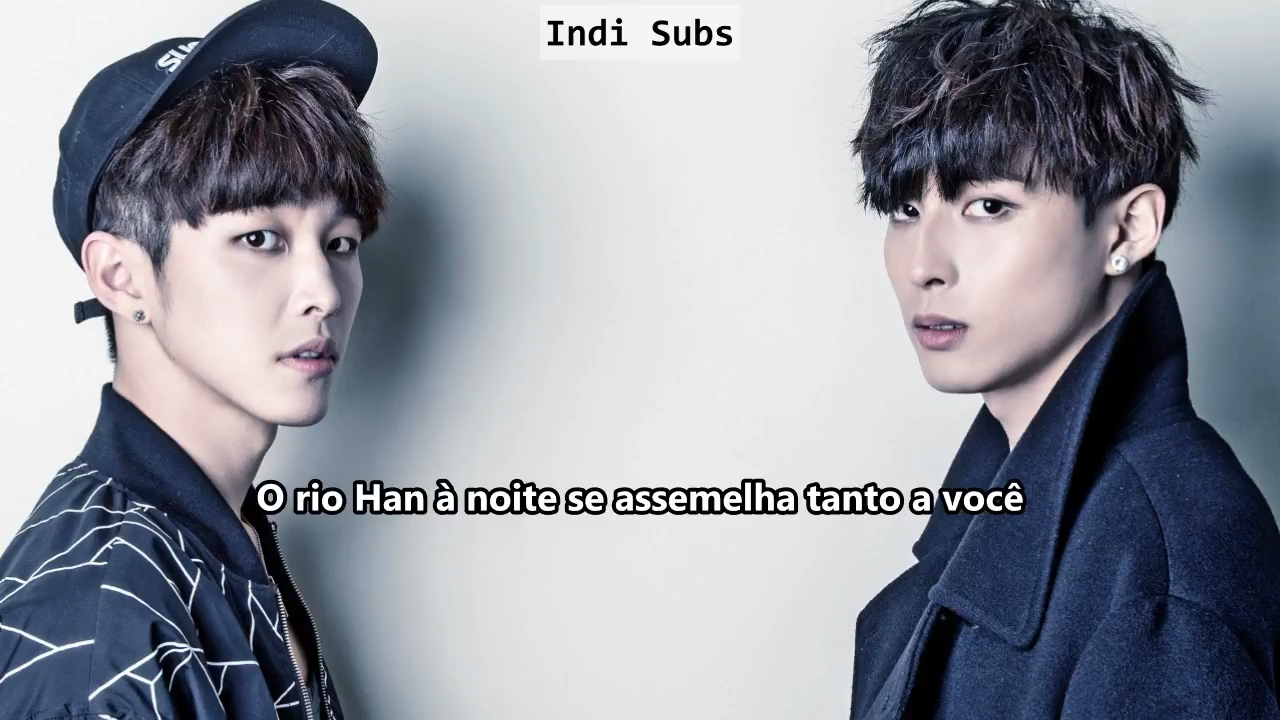 Indi Subs
O rio Han à noite se assemelha tanto a você